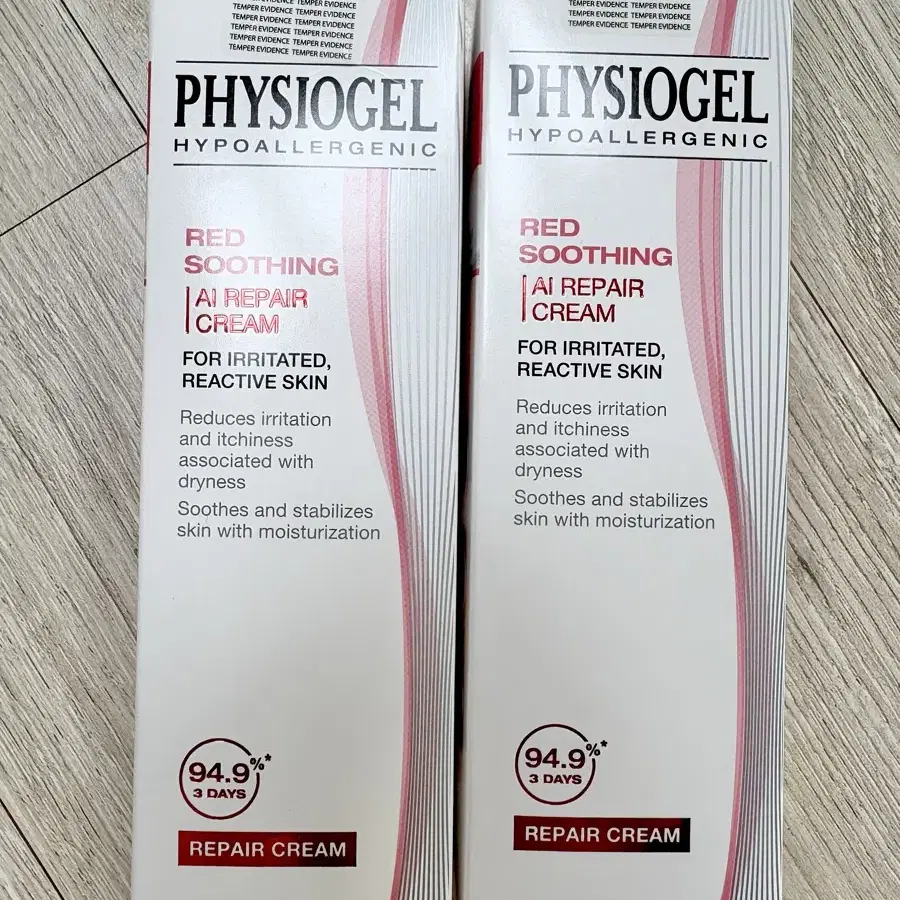 TEMPER EVIDENCE TEMPER EVIDENCE
TEMPER EVIDENCE TEMPER EVIDENCE
TEMPER EVIDENCE TEMPER EVIDENCE
TEMPER EVIDENCE TEMPER EVIDENCE
TEMPER EVIDENCE TEMPER EVIDENCE
PHYSIOGEL
HYPOALLERGENIC
RED
SOOTHING
AI REPAIR
CREAM
FOR IRRITATED,
REACTIVE SKIN
Reduces irritation
and itchiness
associated with
dryness
Soothes and stabilizes
skin with moisturization
94.9%*
3 DAYS
REPAIR CREAM
TEMPER EVIDENCE TEMPER EVIDENCE
TEMPER EVIDENCE TEMPER EVIDENCE
TEMPER EVIDENCE TEMPER EVIDENCE
PHYSIOGEL
HYPOALLERGENIC
RED
SOOTHING
AI REPAIR
CREAM
FOR IRRITATED,
REACTIVE SKIN
Reduces irritation
and itchiness
associated with
dryness
Soothes and stabilizes
skin with moisturization
94.9%*
3 DAYS
REPAIR CREAM